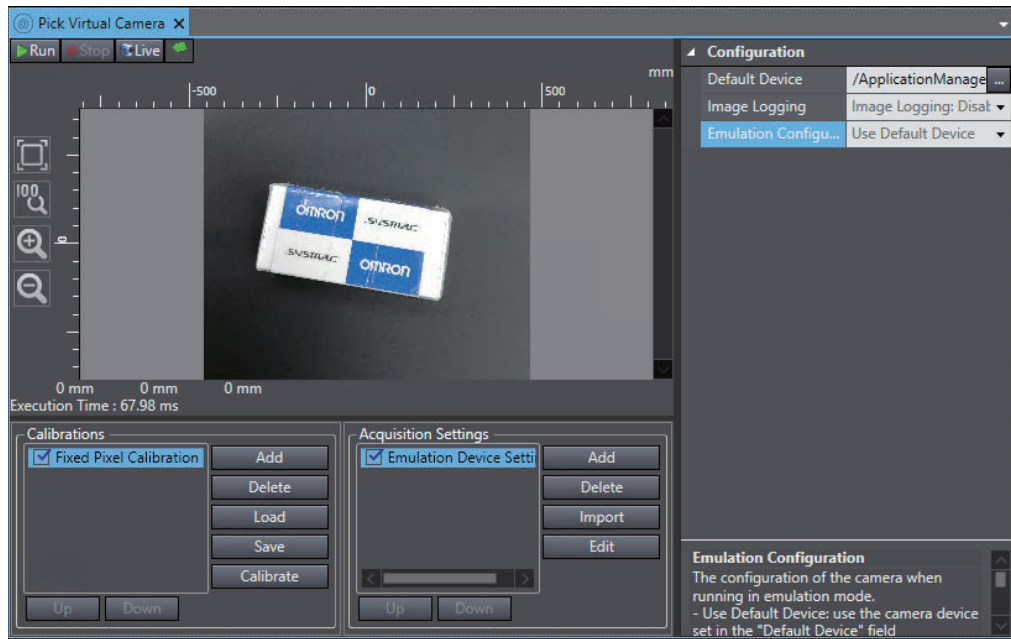 Pick Virtual Camera
Run Stop Live
Configuration
Default Device /ApplicationManage ...
Image Logging Image Logging: Disat
Emulation Configu... Use Default Device
mm
-500 0 500
100
0
omron SYSMAC
SYSMAC omron
0 mm 0 mm 0 mm
Execution Time : 67.98 ms
Calibrations
Fixed Pixel Calibration
Add
Delete
Load
Save
Calibrate
Up Down
Acquisition Settings
Emulation Device Setti
Add
Delete
Import
Edit
Up Down
Emulation Configuration
The configuration of the camera when
running in emulation mode.
- Use Default Device: use the camera device
set in the "Default Device" field